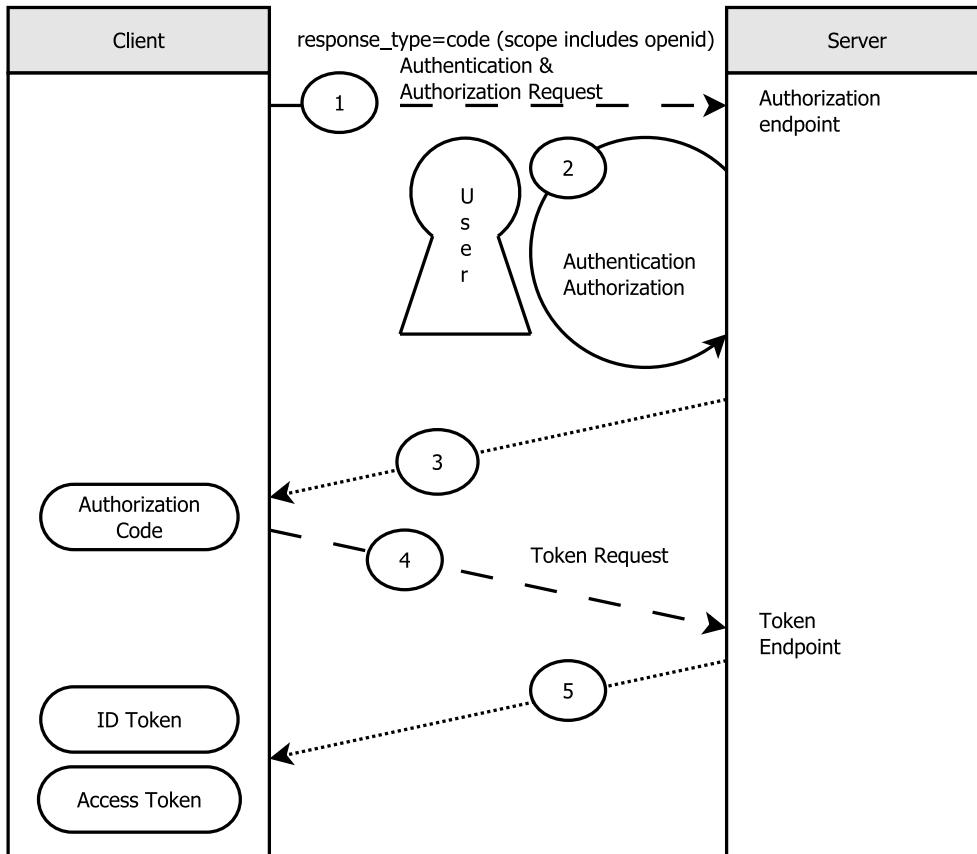 Client
response_type=code (scope includes openid)
Server
Authentication &
Authorization Request
1
Authorization
endpoint
2
U
s
e
r
Authentication
Authorization
3
Authorization
Code
4
Token Request
Token
Endpoint
5
ID Token
Access Token